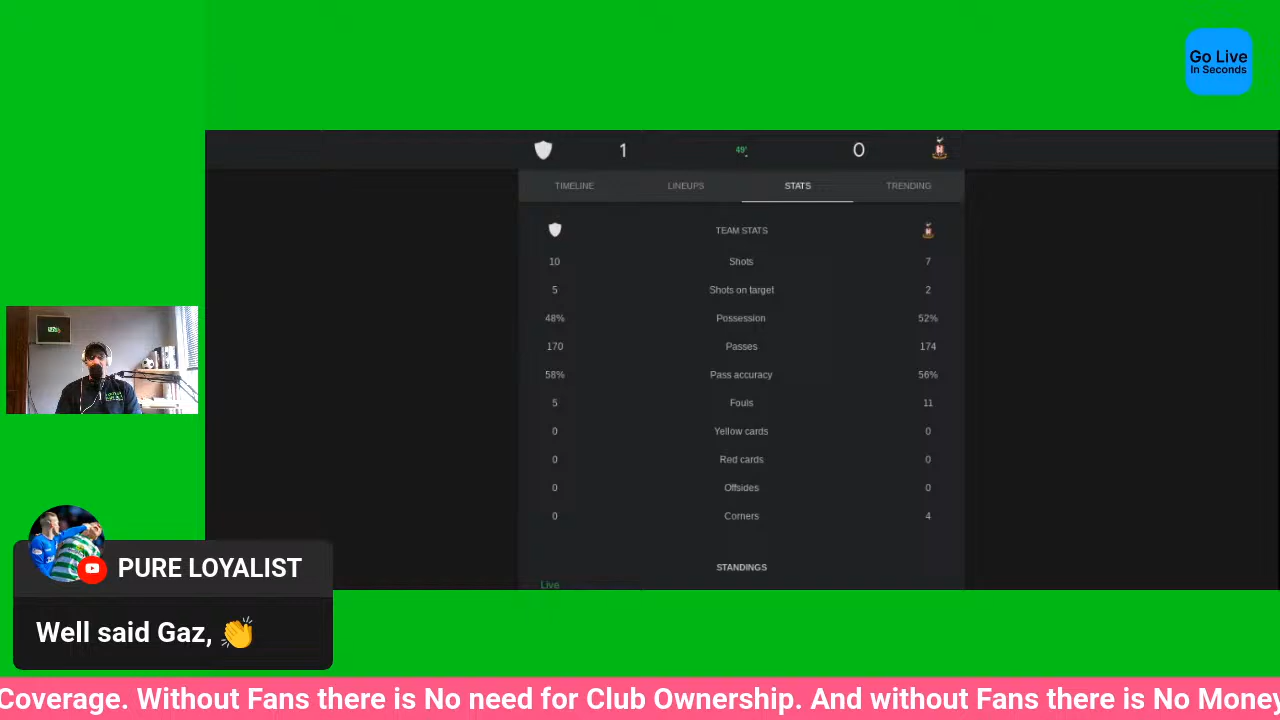 Go Live
In Seconds
1 49' 0
TIMELINE LINEUPS STATS TRENDING
TEAM STATS
10 Shots 7
5 Shots on target 2
48% Possession 52%
170 Passes 174
58% Pass accuracy 56%
5 Fouls 11
0 Yellow cards 0
0 Red cards 0
0 Offsides 0
0 Corners 4
STANDINGS
Live
PURE LOYALIST
Well said Gaz, 👏
Coverage. Without Fans there is No need for Club Ownership. And without Fans there is No Money